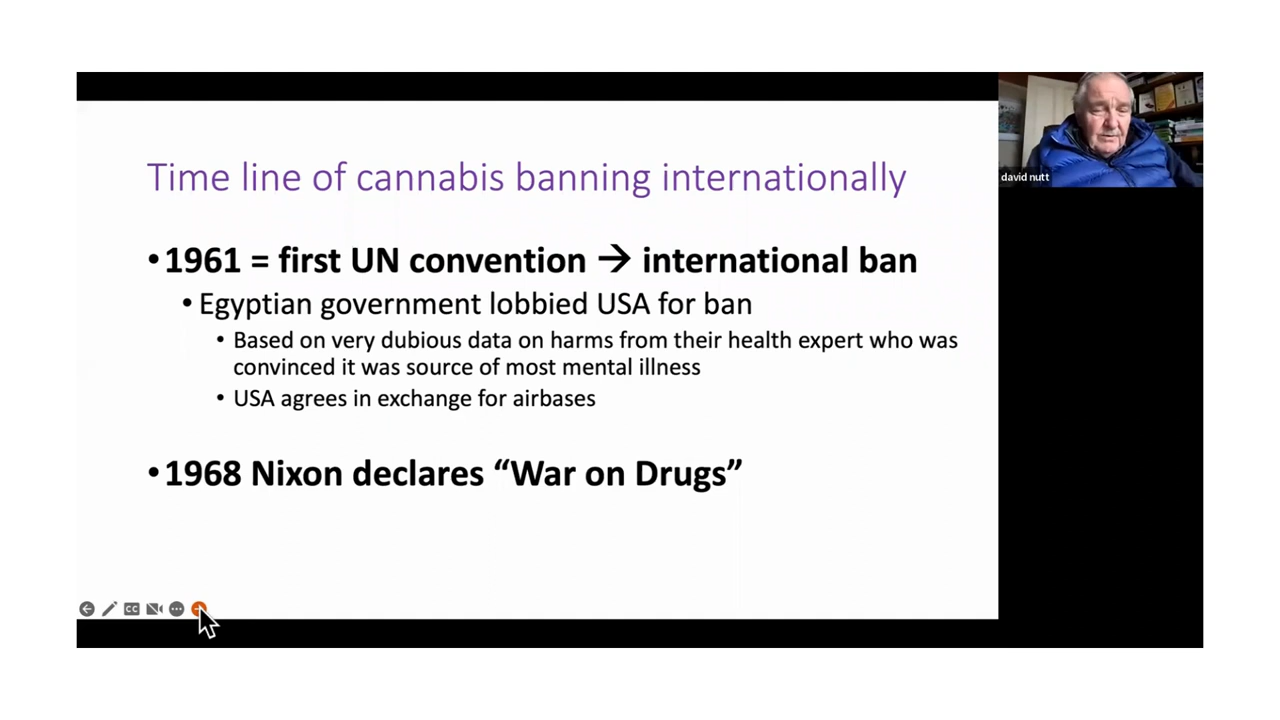 Time line of cannabis banning internationally
•1961 = first UN convention → international ban
• Egyptian government lobbied USA for ban
• Based on very dubious data on harms from their health expert who was
convinced it was source of most mental illness
• USA agrees in exchange for airbases
•1968 Nixon declares “War on Drugs”
CC
david nutt